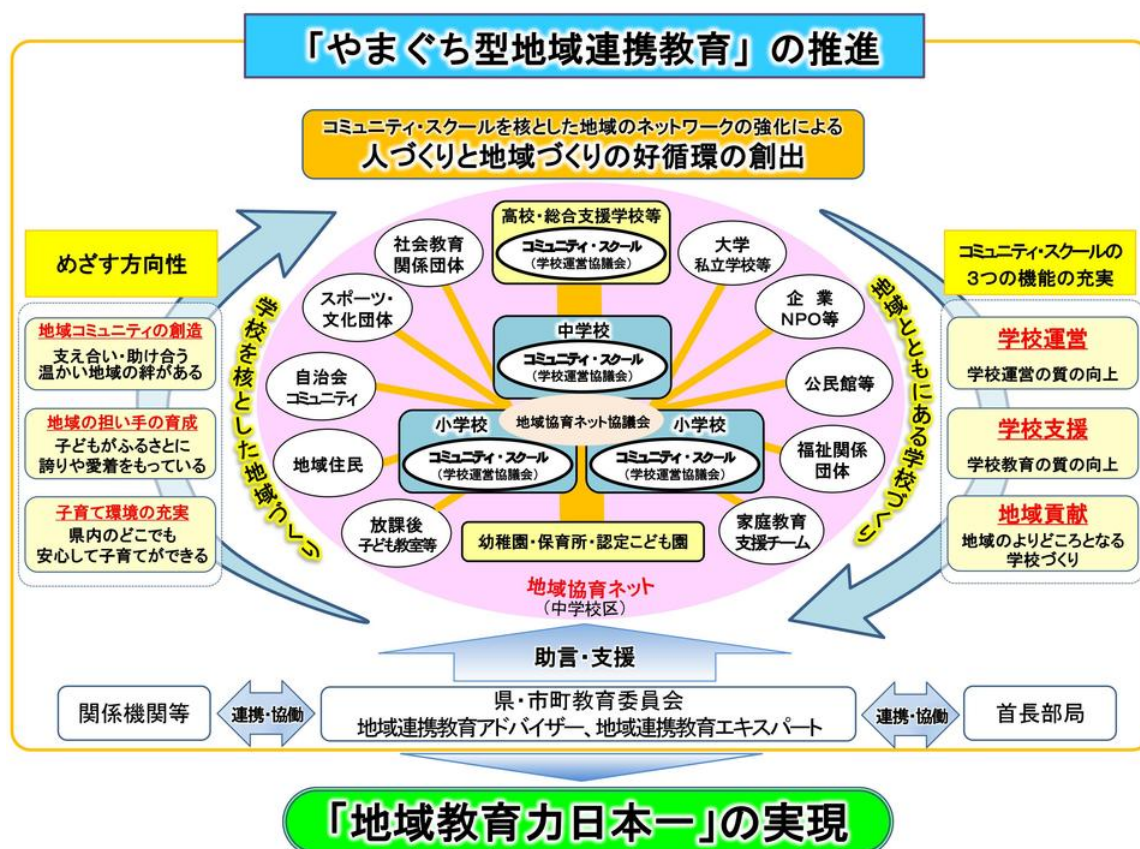 「やまぐち型地域連携教育」の推進
コミュニティ・スクールを核とした地域のネットワークの強化による
人づくりと地域づくりの好循環の創出
めざす方向性
地域コミュニティの創造
支え合い・助け合う
温かい地域の絆がある
地域の担い手の育成
子どもがふるさとに
誇りや愛着をもっている
子育て環境の充実
県内のどこでも
安心して子育てができる
学校を核とした地域づくり
高校・総合支援学校等
コミュニティ・スクール
(学校運営協議会)
社会教育
関係団体
スポーツ・
文化団体
自治会
コミュニティ
地域住民
放課後
子ども教室等
中学校
コミュニティ・スクール
(学校運営協議会)
地域協育ネット協議会
小学校
コミュニティ・スクール
(学校運営協議会)
小学校
コミュニティ・スクール
(学校運営協議会)
幼稚園・保育所・認定こども園
大学
私立学校等
企業
NPO等
公民館等
福祉関係
団体
家庭教育
支援チーム
地域協育ネット
(中学校区)
地域とともにある学校づくり
コミュニティ・スクールの
3つの機能の充実
学校運営
学校運営の質の向上
学校支援
学校教育の質の向上
地域貢献
地域のよりどころとなる
学校づくり
助言・支援
関係機関等
連携・協働
県・市町教育委員会
地域連携教育アドバイザー、地域連携教育エキスパート
連携・協働
首長部局
「地域教育力日本一」の実現